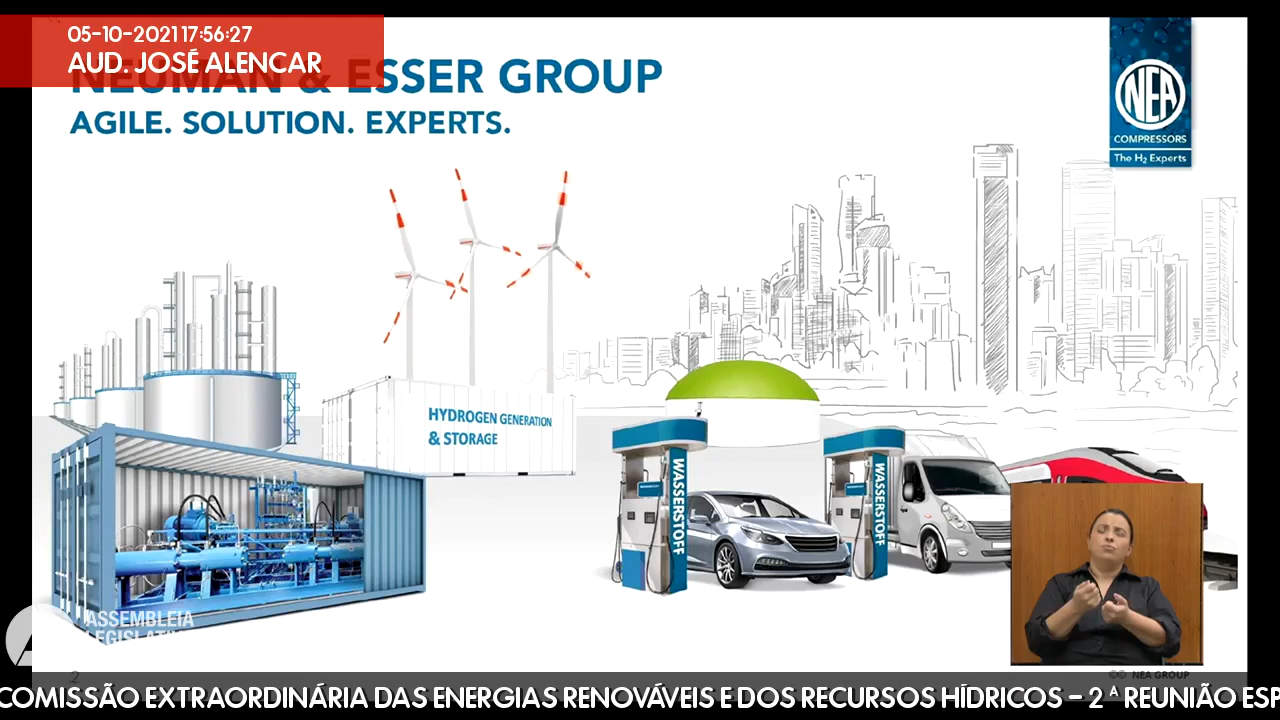 05-10-2021 17:56:27
AUD. JOSÉ ALENCAR
NEUMAN & ESSER GROUP
AGILE. SOLUTION. EXPERTS.
NEA
COMPRESSORS
The H₂ Experts
HYDROGEN GENERATION
& STORAGE
WASSERSTOFF
WASSERSTOFF
ASSEMBLEIA
LEGISLATIV
2
NEA GROUP
COMISSÃO EXTRAORDINÁRIA DAS ENERGIAS RENOVÁVEIS E DOS RECURSOS HÍDRICOS – 2 ª REUNIÃO ESP